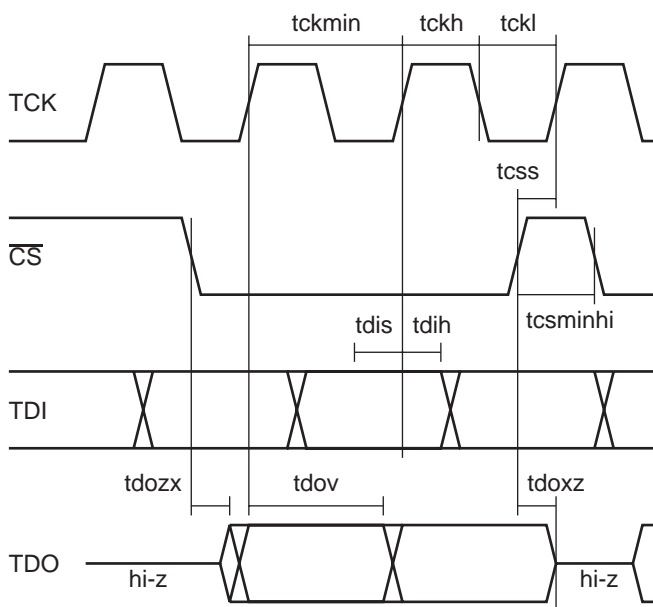 tckmin tckh tckl
TCK
tcss
CS
tcsminhi
tdis tdih
TDI
tdozx tdov tdoxz
TDO
hi-z hi-z